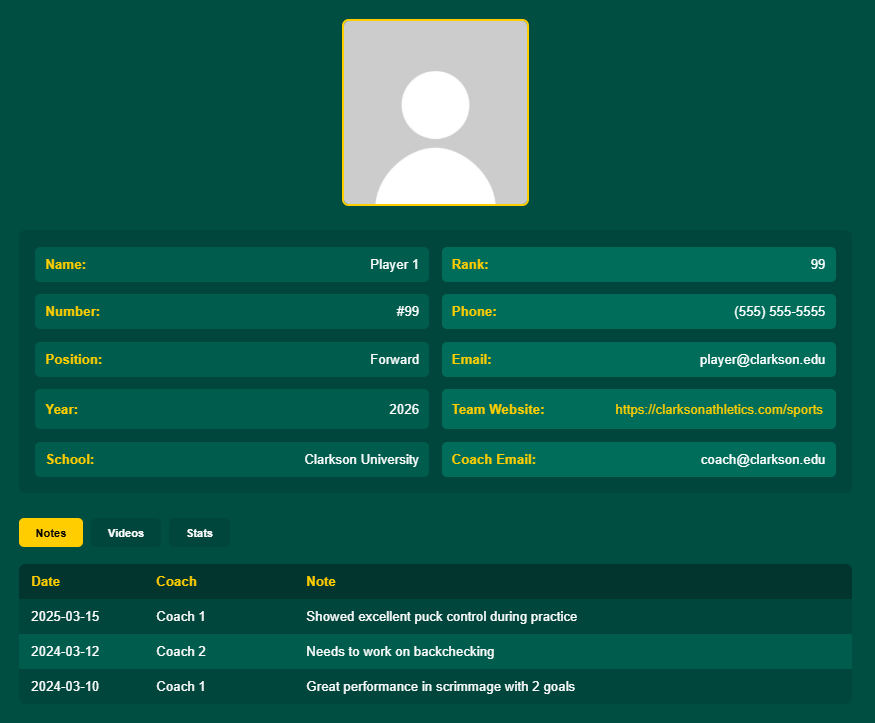 Name: Player 1 Rank: 99
Number: #99 Phone: (555) 555-5555
Position: Forward Email: player@clarkson.edu
Year: 2026 Team Website: https://clarksonathletics.com/sports
School: Clarkson University Coach Email: coach@clarkson.edu
Notes Videos Stats
Date Coach Note
2025-03-15 Coach 1 Showed excellent puck control during practice
2024-03-12 Coach 2 Needs to work on backchecking
2024-03-10 Coach 1 Great performance in scrimmage with 2 goals